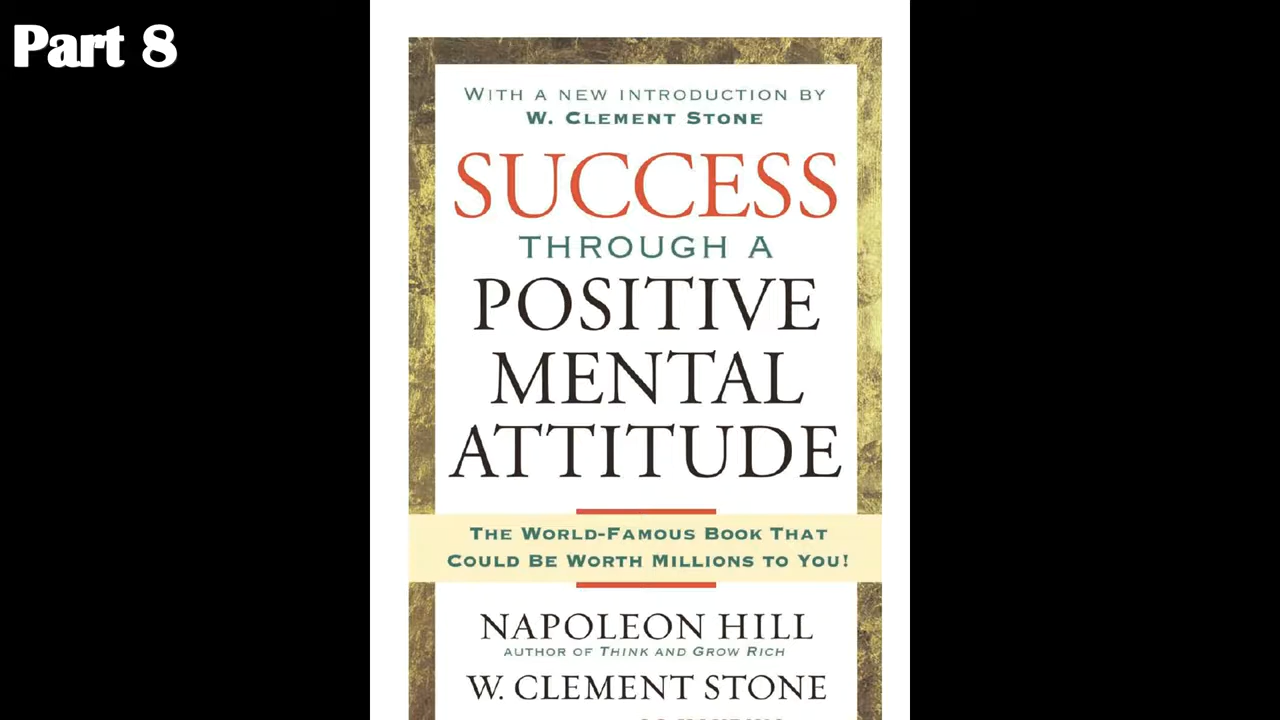 Part 8
WITH A NEW INTRODUCTION BY
W. CLEMENT STONE
SUCCESS
THROUGH A
POSITIVE
MENTAL
ATTITUDE
THE WORLD-FAMOUS BOOK THAT
COULD BE WORTH MILLIONS TO YOU!
NAPOLEON HILL
AUTHOR OF THINK AND GROW RICH
W. CLEMENT STONE